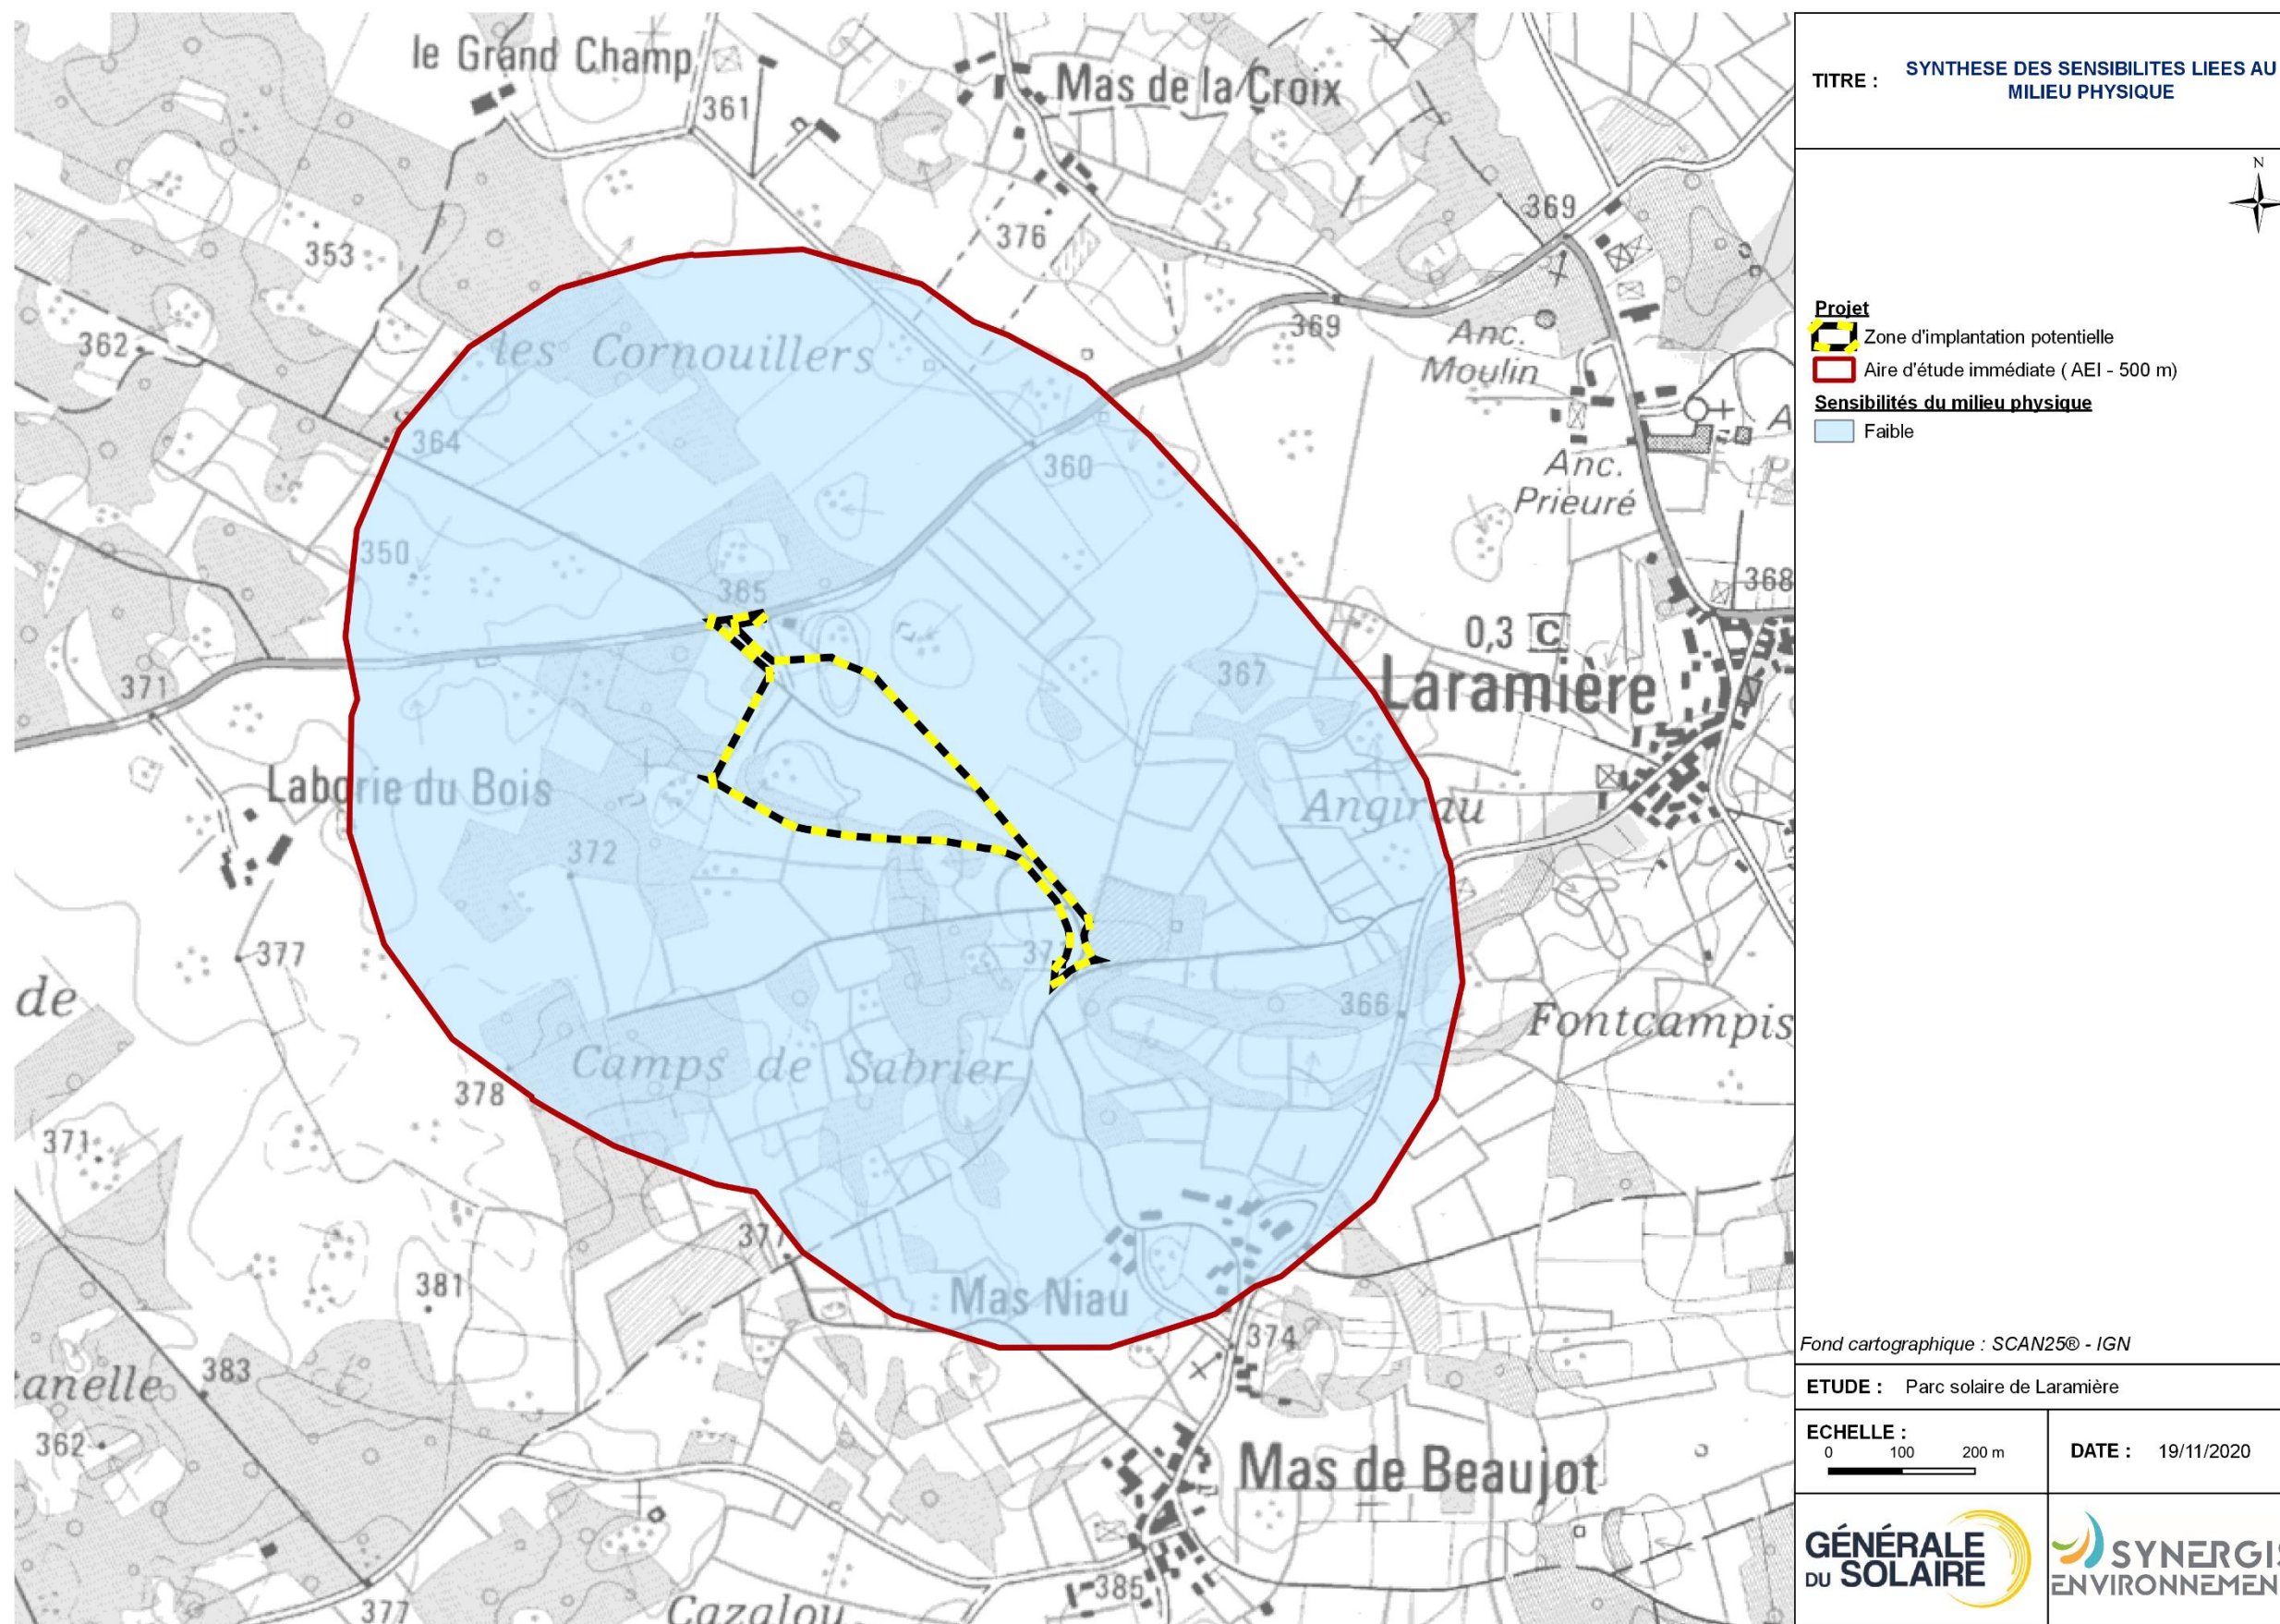 le Grand Champ
361
Mas de la Croix
353
376
369
362
les Cornouillers
369
Anc.
Moulin
364
360
Anc.
Prieuré
350
365
368
0,3 C
367
371
Laramière
Laborie du Bois
Angirau
372
377
de
366
Fontcampis
Camps de Sabrier
378
371
377
381
Mas Niau
374
383
anelle
362
Mas de Beaujot
385
377
Cazalou
TITRE : SYNTHESE DES SENSIBILITES LIEES AU
MILIEU PHYSIQUE
N
Projet
Zone d'implantation potentielle
Aire d'étude immédiate ( AEI - 500 m)
Sensibilités du milieu physique
Faible
Fond cartographique : SCAN25® - IGN
ETUDE : Parc solaire de Laramière
ECHELLE :
0 100 200 m
DATE : 19/11/2020
GÉNÉRALE
DU SOLAIRE
SYNERGIS
ENVIRONNEMEN